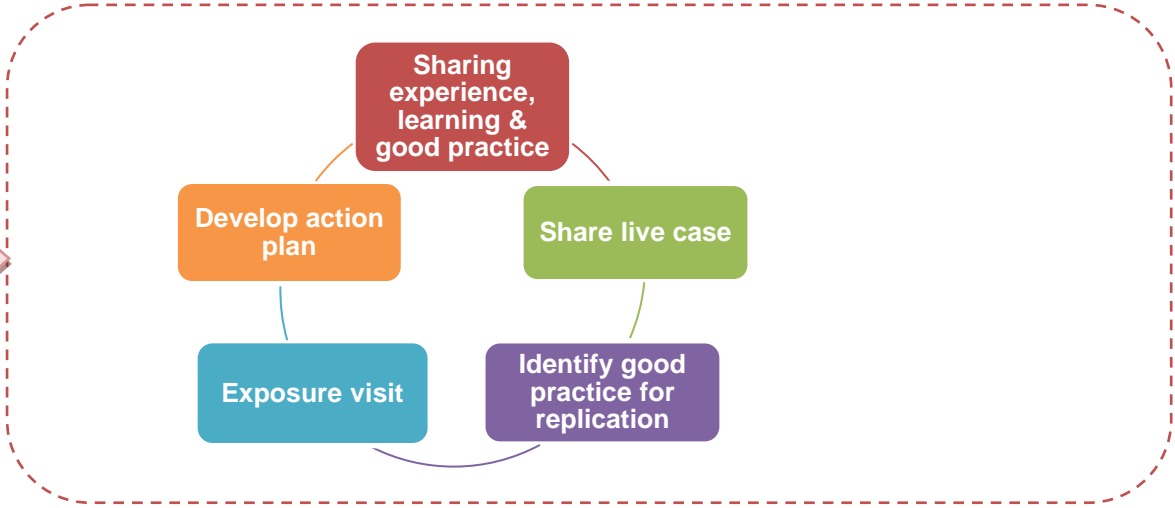 Sharing
experience,
learning &
good practice
Share live case
Identify good
practice for
replication
Exposure visit
Develop action
plan